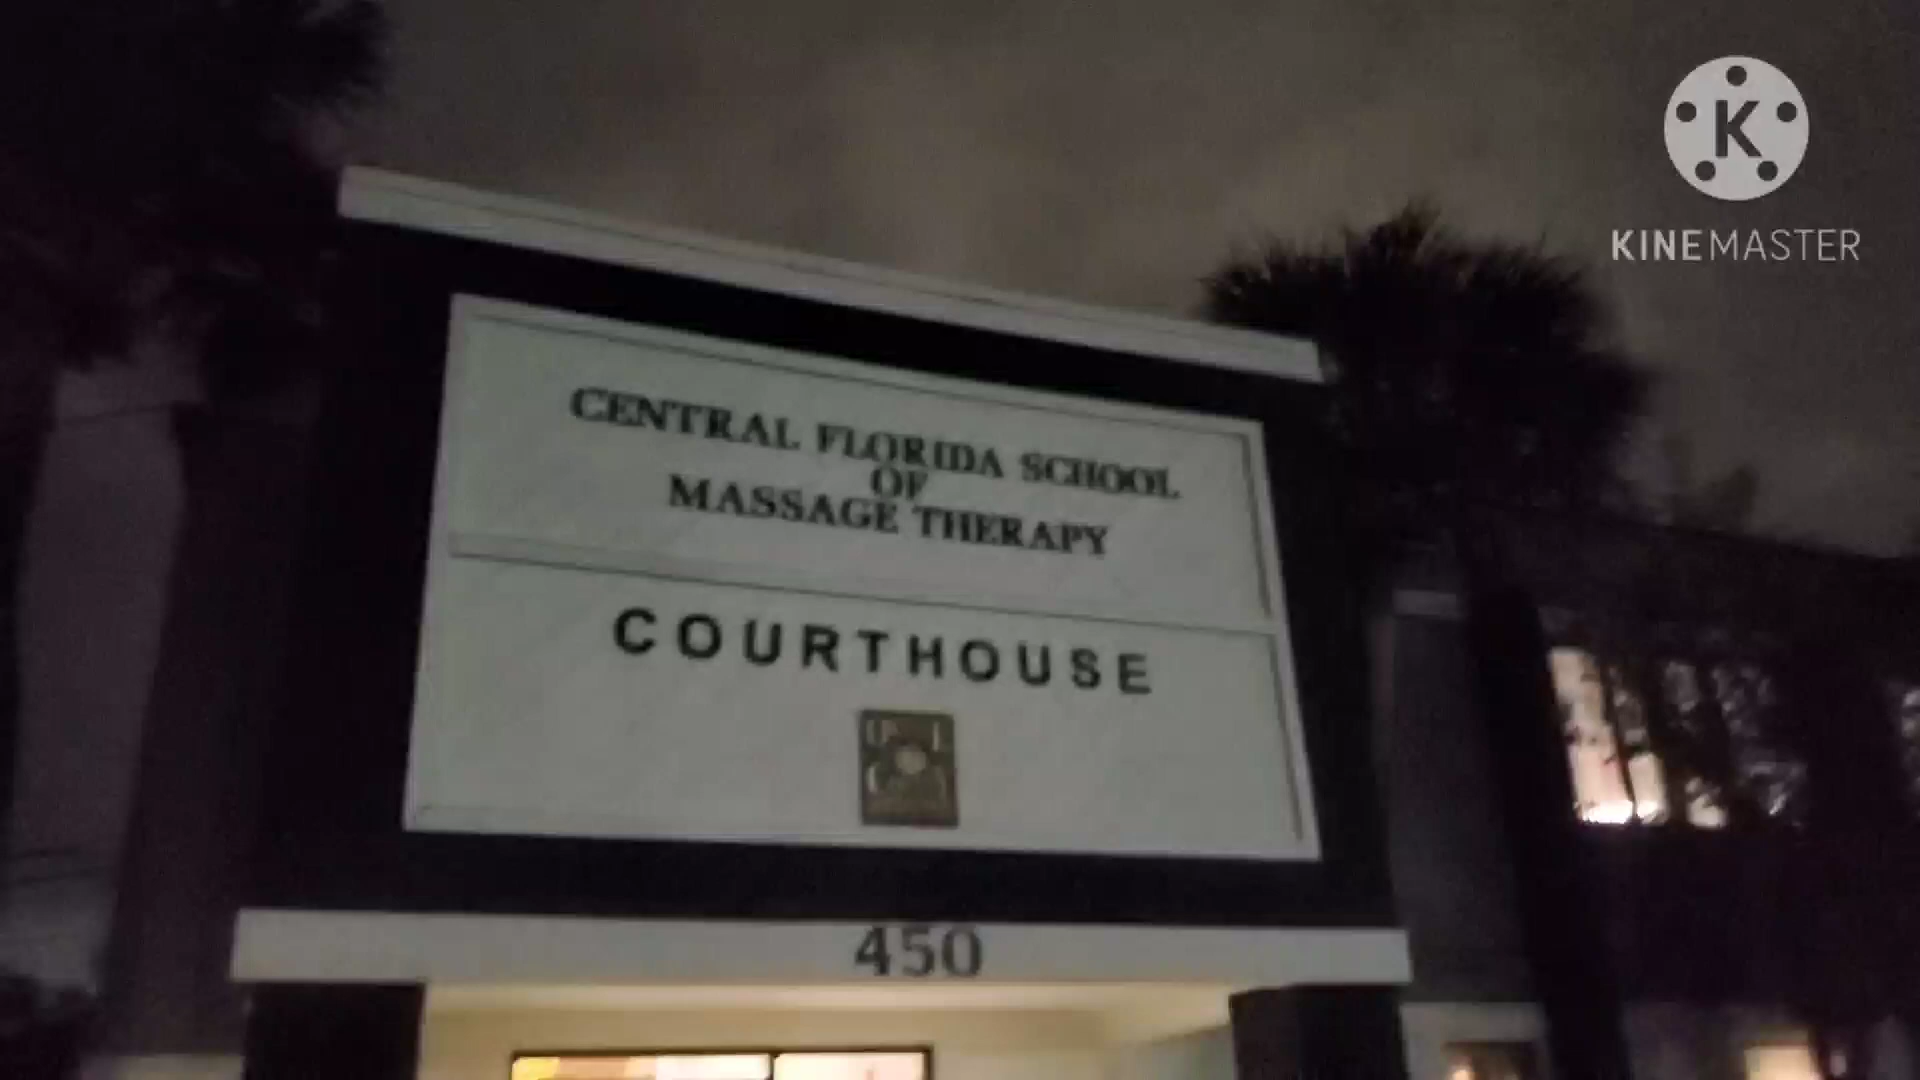 K
KINEMASTER
CENTRAL FLORIDA SCHOOL
OF
MASSAGE THERAPY
COURTHOUSE
450